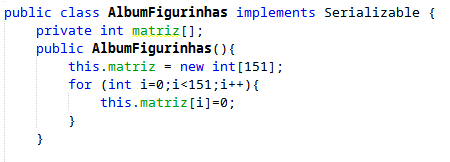 public class AlbumFigurinhas implements Serializable {
    private int matriz[];
    public AlbumFigurinhas(){
        this.matriz = new int[151];
        for (int i=0;i<151;i++){
            this.matriz[i]=0;
        }
    }